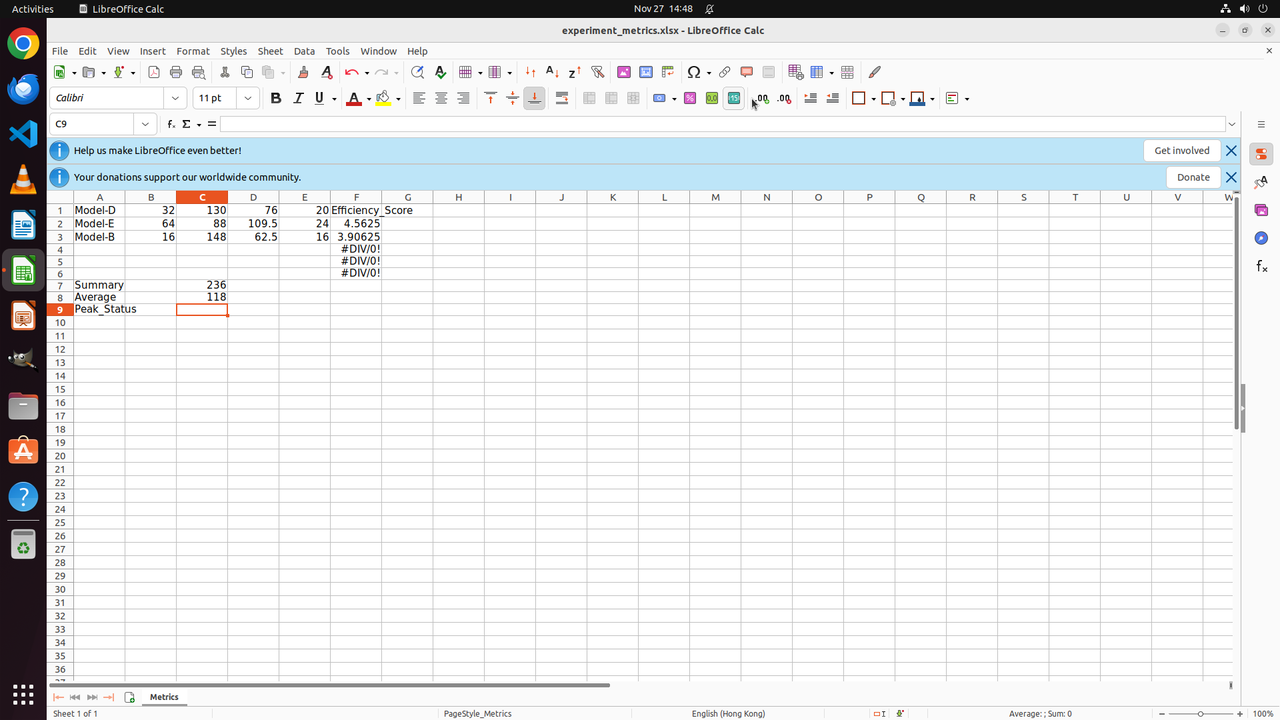 Activities LibreOffice Calc Nov 27 14:48
experiment_metrics.xlsx - LibreOffice Calc
File Edit View Insert Format Styles Sheet Data Tools Window Help
Calibri 11 pt
C9
Help us make LibreOffice even better! Get involved
Your donations support our worldwide community. Donate
A B C D E F G H I J K L M N O P Q R S T U V W
1 Model-D 32 130 76 20 Efficiency_Score
2 Model-E 64 88 109.5 24 4.5625
3 Model-B 16 148 62.5 16 3.90625
4 #DIV/0!
5 #DIV/0!
6 #DIV/0!
7 Summary 236
8 Average 118
9 Peak_Status
10
11
12
13
14
15
16
17
18
19
20
21
22
23
24
25
26
27
28
29
30
31
32
33
34
35
36
Metrics
Sheet 1 of 1 PageStyle_Metrics English (Hong Kong) Average: ; Sum: 0 100%